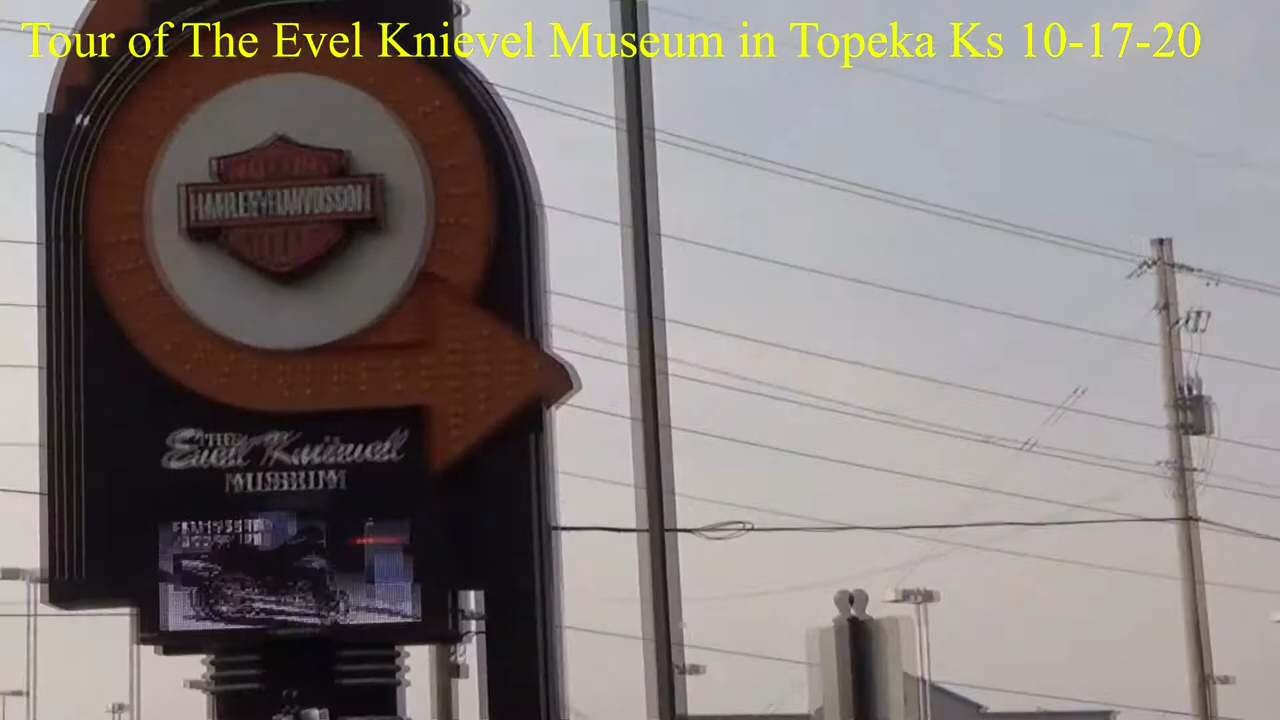 Tour of The Evel Knievel Museum in Topeka Ks 10-17-20
HARLEY-DAVIDSON
THE
Evel Knievel
MUSEUM